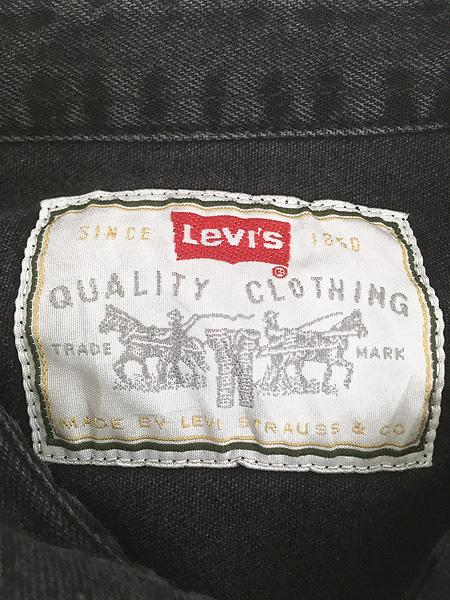 SINCE Levi's 1850
®
QUALITY CLOTHING
TRADE MARK
MADE BY LEVI STRAUSS & CO